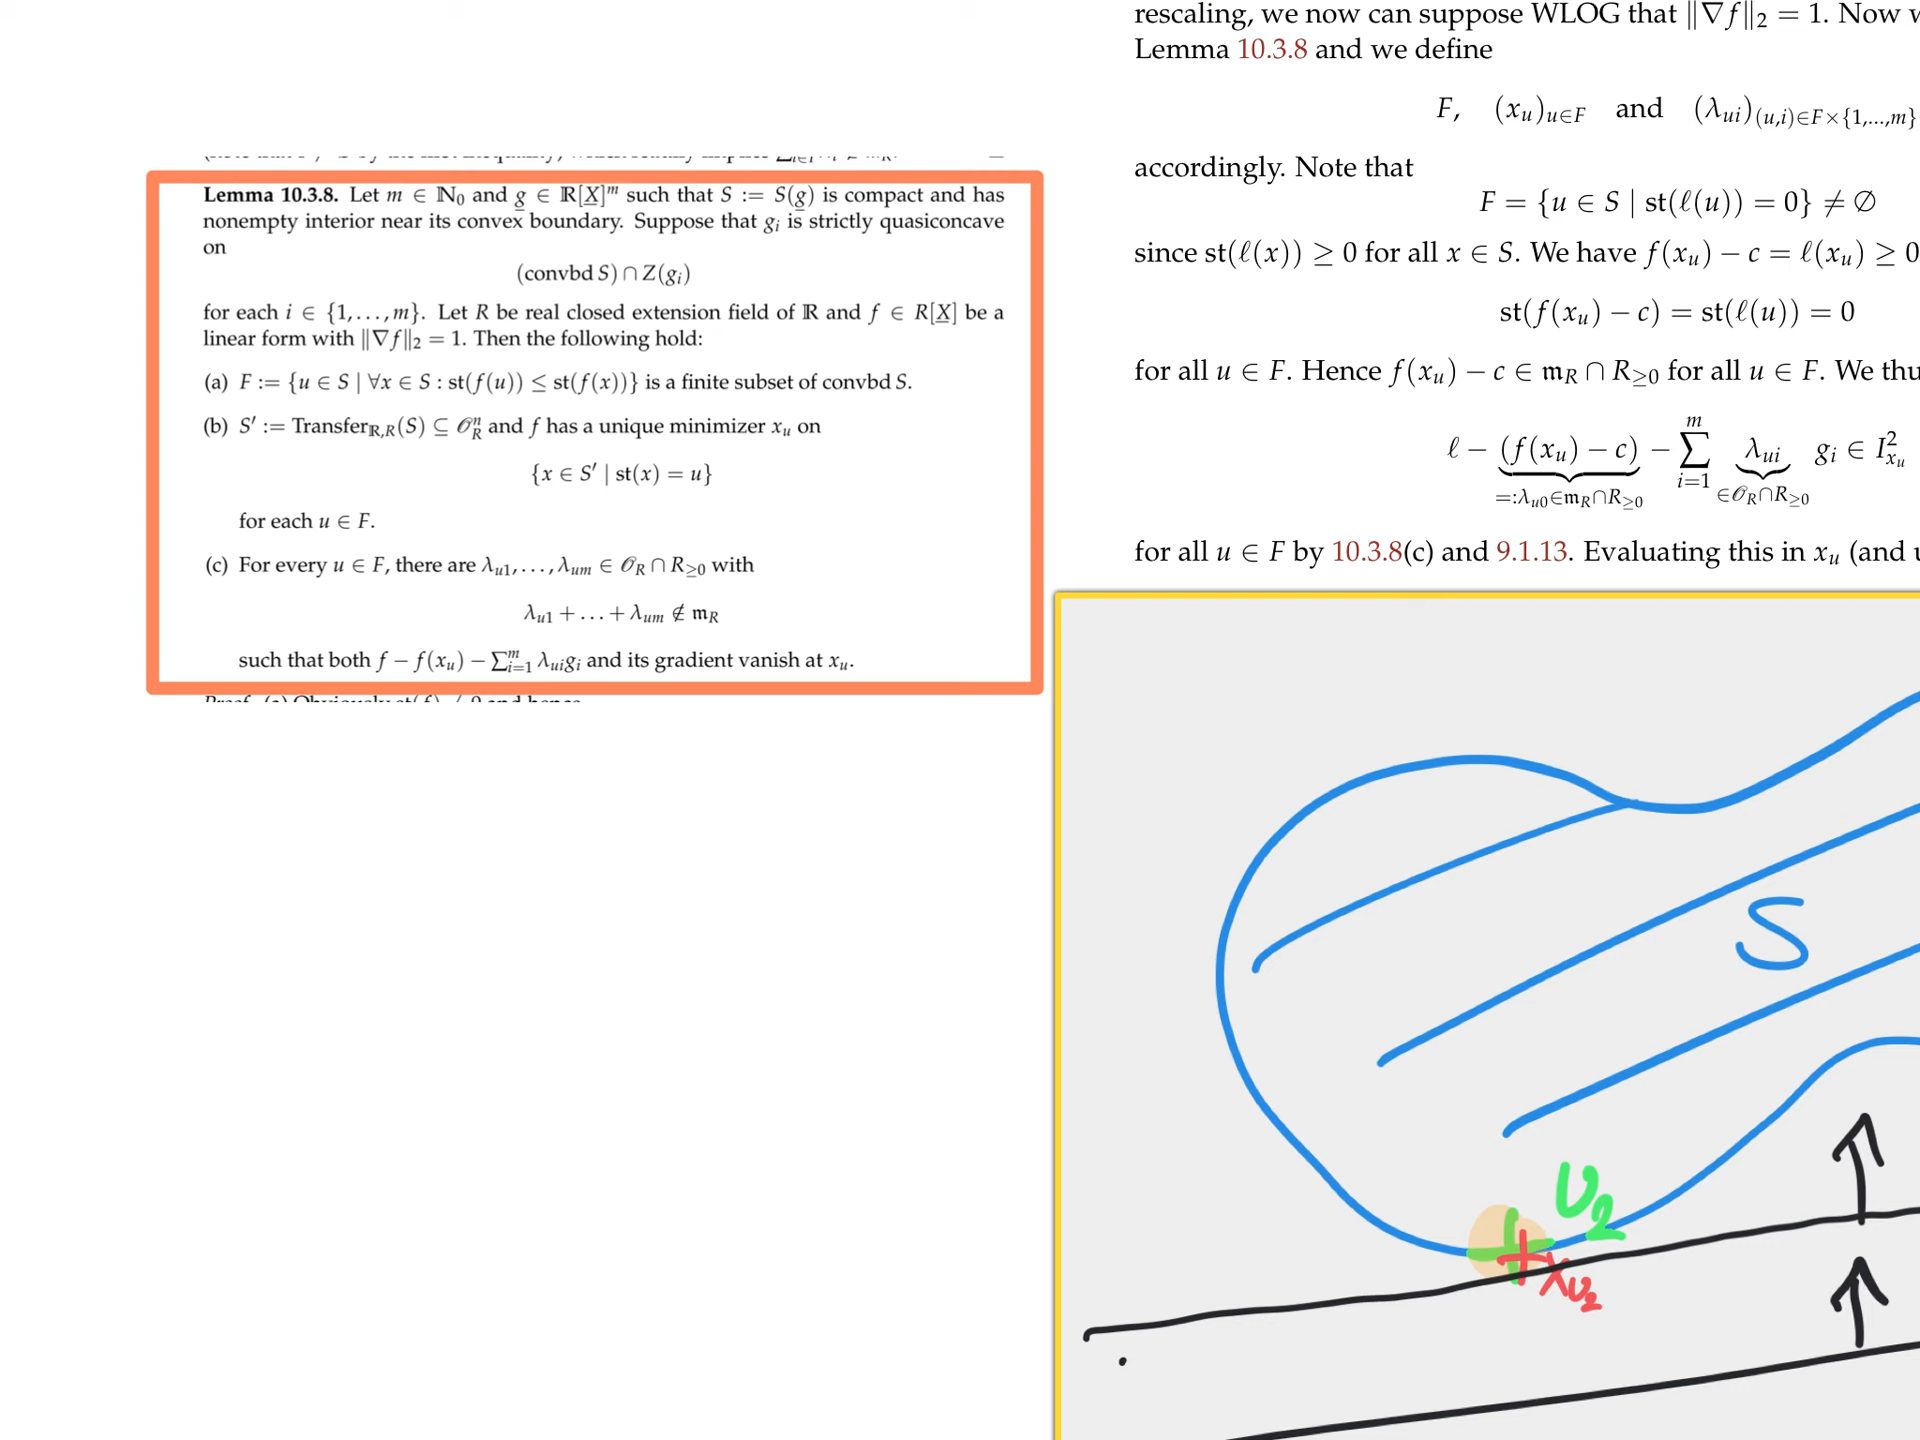 Lemma 10.3.8. Let m ∈ ℕ₀ and g ∈ ℝ[X]ᵐ such that S := S(g) is compact and has
nonempty interior near its convex boundary. Suppose that gᵢ is strictly quasiconcave
on
(convbd S) ∩ Z(gᵢ)
for each i ∈ {1, . . . , m}. Let R be real closed extension field of ℝ and f ∈ R[X] be a
linear form with ‖∇f‖₂ = 1. Then the following hold:
(a) F := {u ∈ S | ∀x ∈ S : st(f(u)) ≤ st(f(x))} is a finite subset of convbd S.
(b) S′ := Transfer_{ℝ,R}(S) ⊆ 𝒪_R^n and f has a unique minimizer x_u on
{x ∈ S′ | st(x) = u}
for each u ∈ F.
(c) For every u ∈ F, there are λ_{u1}, . . . , λ_{um} ∈ 𝒪_R ∩ R_{≥0} with
λ_{u1} + . . . + λ_{um} ∉ 𝔪_R
such that both f − f(x_u) − ∑_{i=1}^m λ_{ui} g_i and its gradient vanish at x_u.
rescaling, we now can suppose WLOG that ‖∇f‖₂ = 1. Now
Lemma 10.3.8 and we define
F, (x_u)_{u∈F} and (λ_{ui})_{(u,i)∈F×{1,...,m}}
accordingly. Note that
F = {u ∈ S | st(ℓ(u)) = 0} ≠ ∅
since st(ℓ(x)) ≥ 0 for all x ∈ S. We have f(x_u) − c = ℓ(x_u) ≥ 0
st(f(x_u) − c) = st(ℓ(u)) = 0
for all u ∈ F. Hence f(x_u) − c ∈ 𝔪_R ∩ R_{≥0} for all u ∈ F. We
ℓ − (f(x_u) − c) − ∑_{i=1}^m λ_{ui} g_i ∈ I_{x_u}^2
=:λ_{u0}∈𝔪_R∩R_{≥0} ∈𝒪_R∩R_{≥0}
for all u ∈ F by 10.3.8(c) and 9.1.13. Evaluating this in x_u (and
S
U₂
x_{U₂}